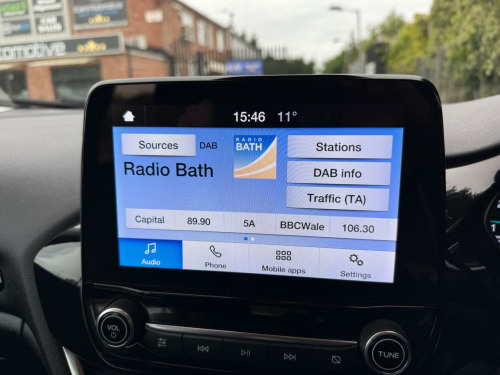 omotive
15:46 11°
Sources DAB
RADIO
BATH
Stations
Radio Bath
DAB info
Traffic (TA)
Capital 89.90 5A BBCWale 106.30
Audio Phone Mobile apps Settings
VOL
TUNE